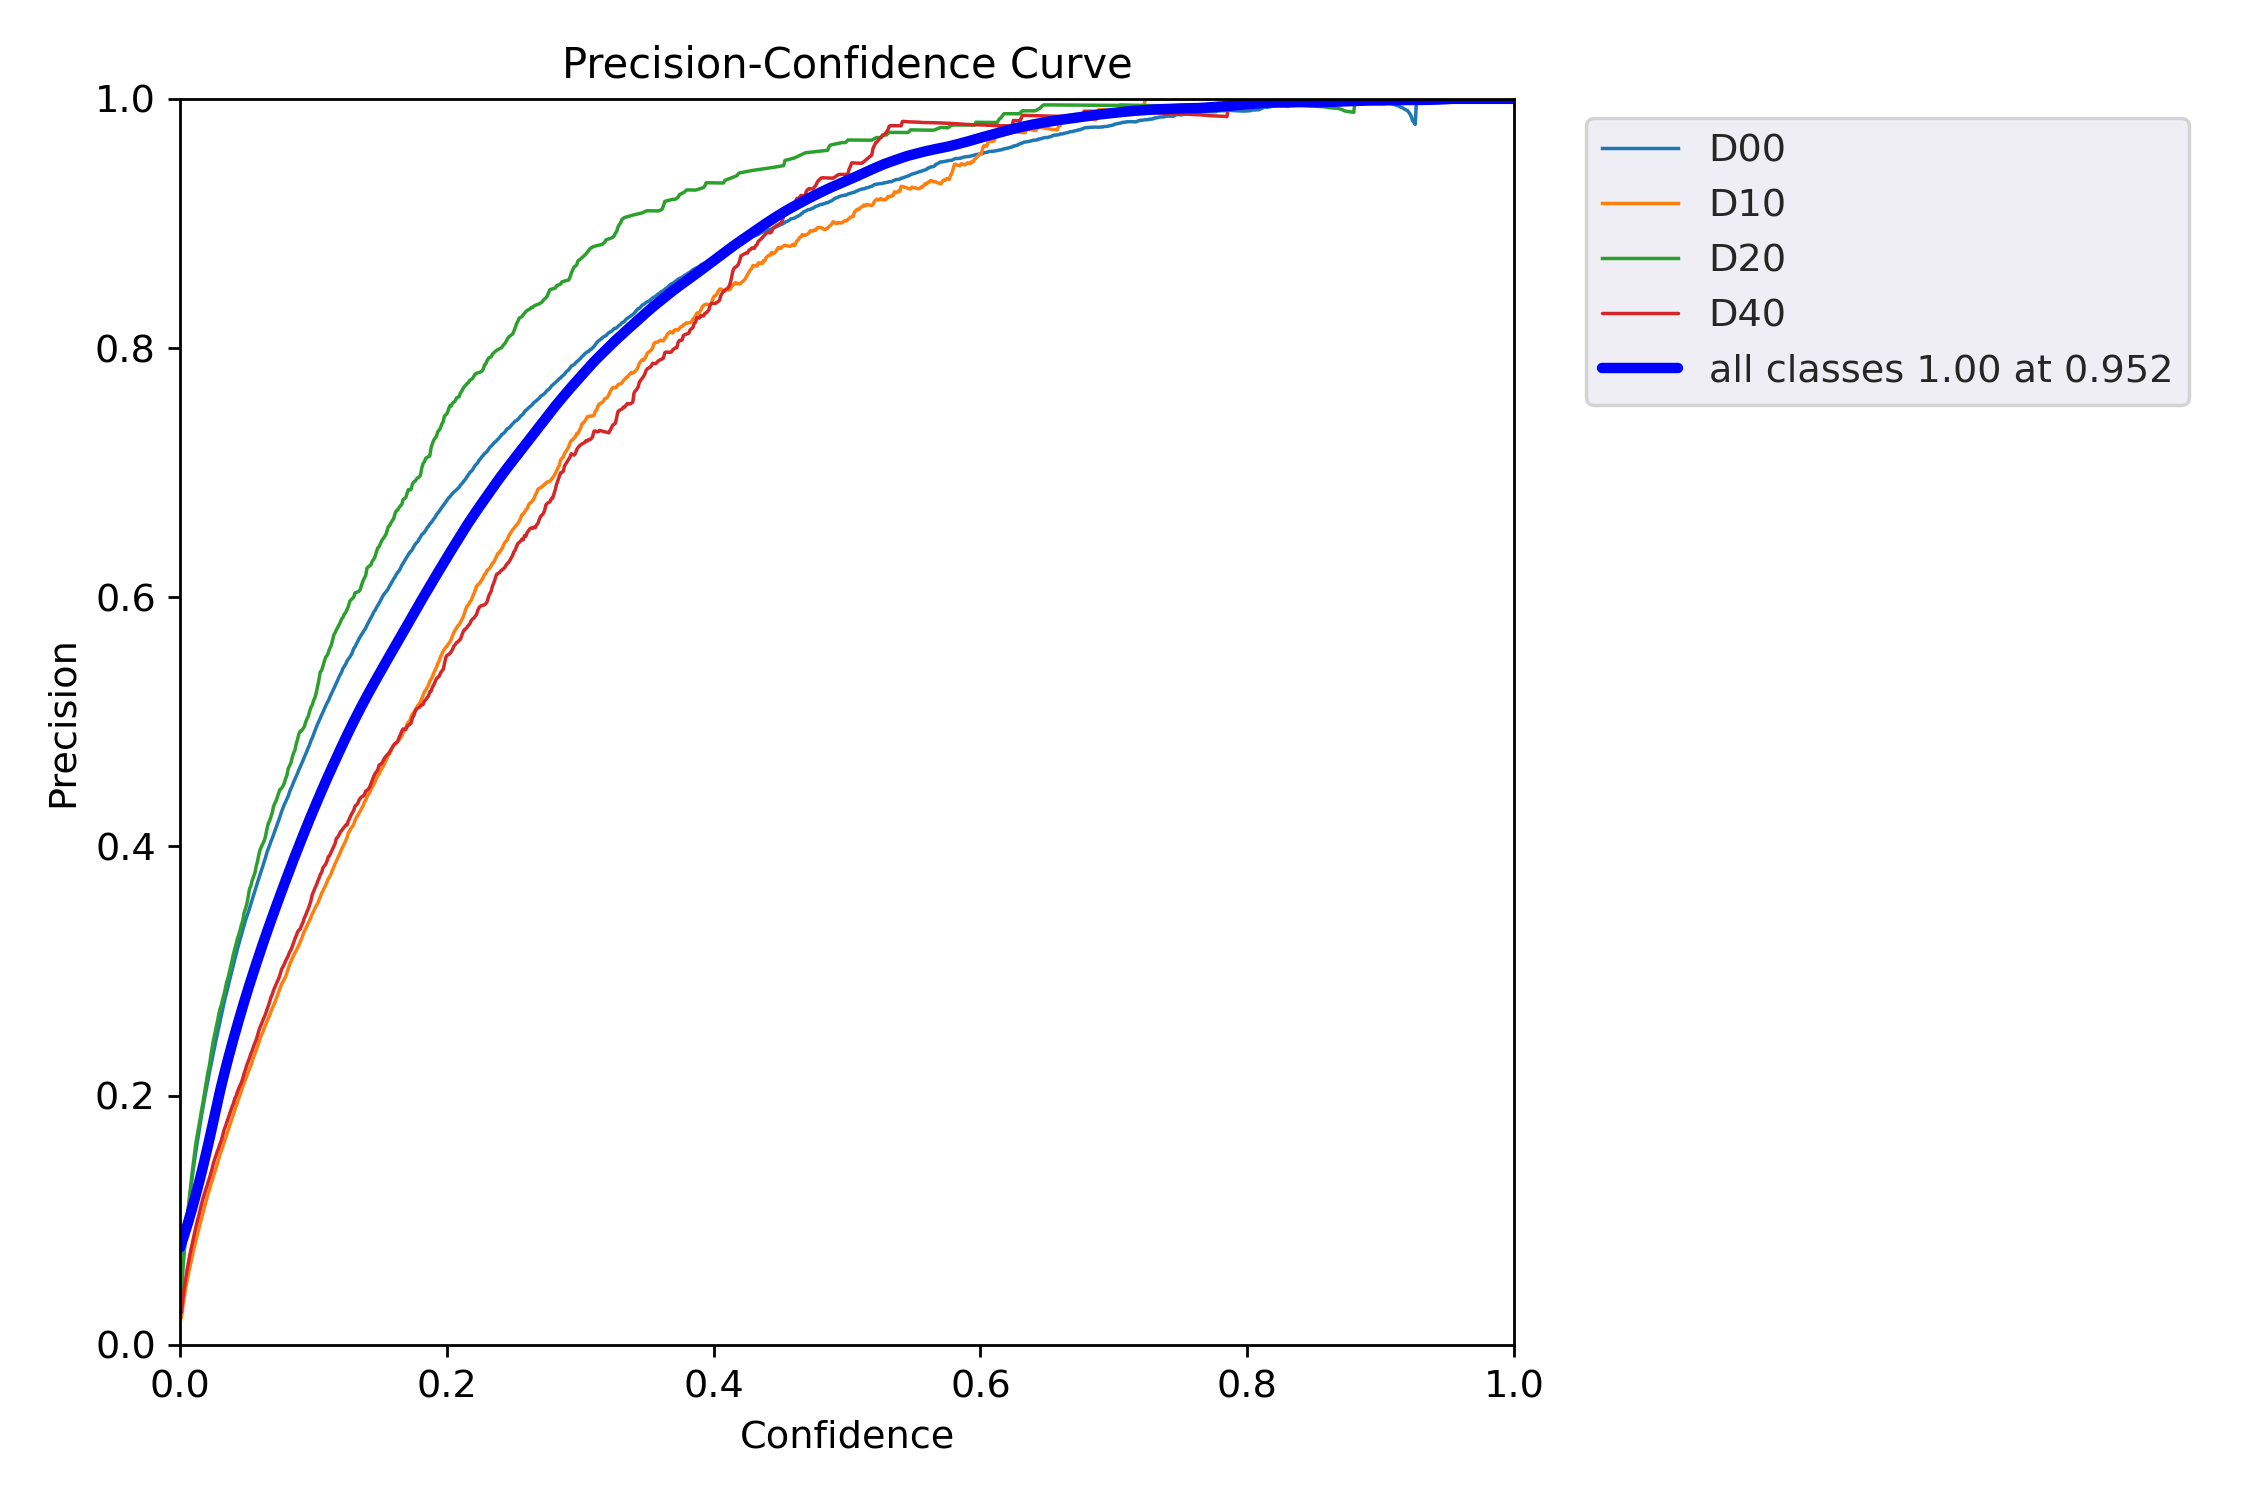 Precision-Confidence Curve
1.0
0.8
0.6
0.4
0.2
0.0
Precision
0.0 0.2 0.4 0.6 0.8 1.0
Confidence
D00
D10
D20
D40
all classes 1.00 at 0.952